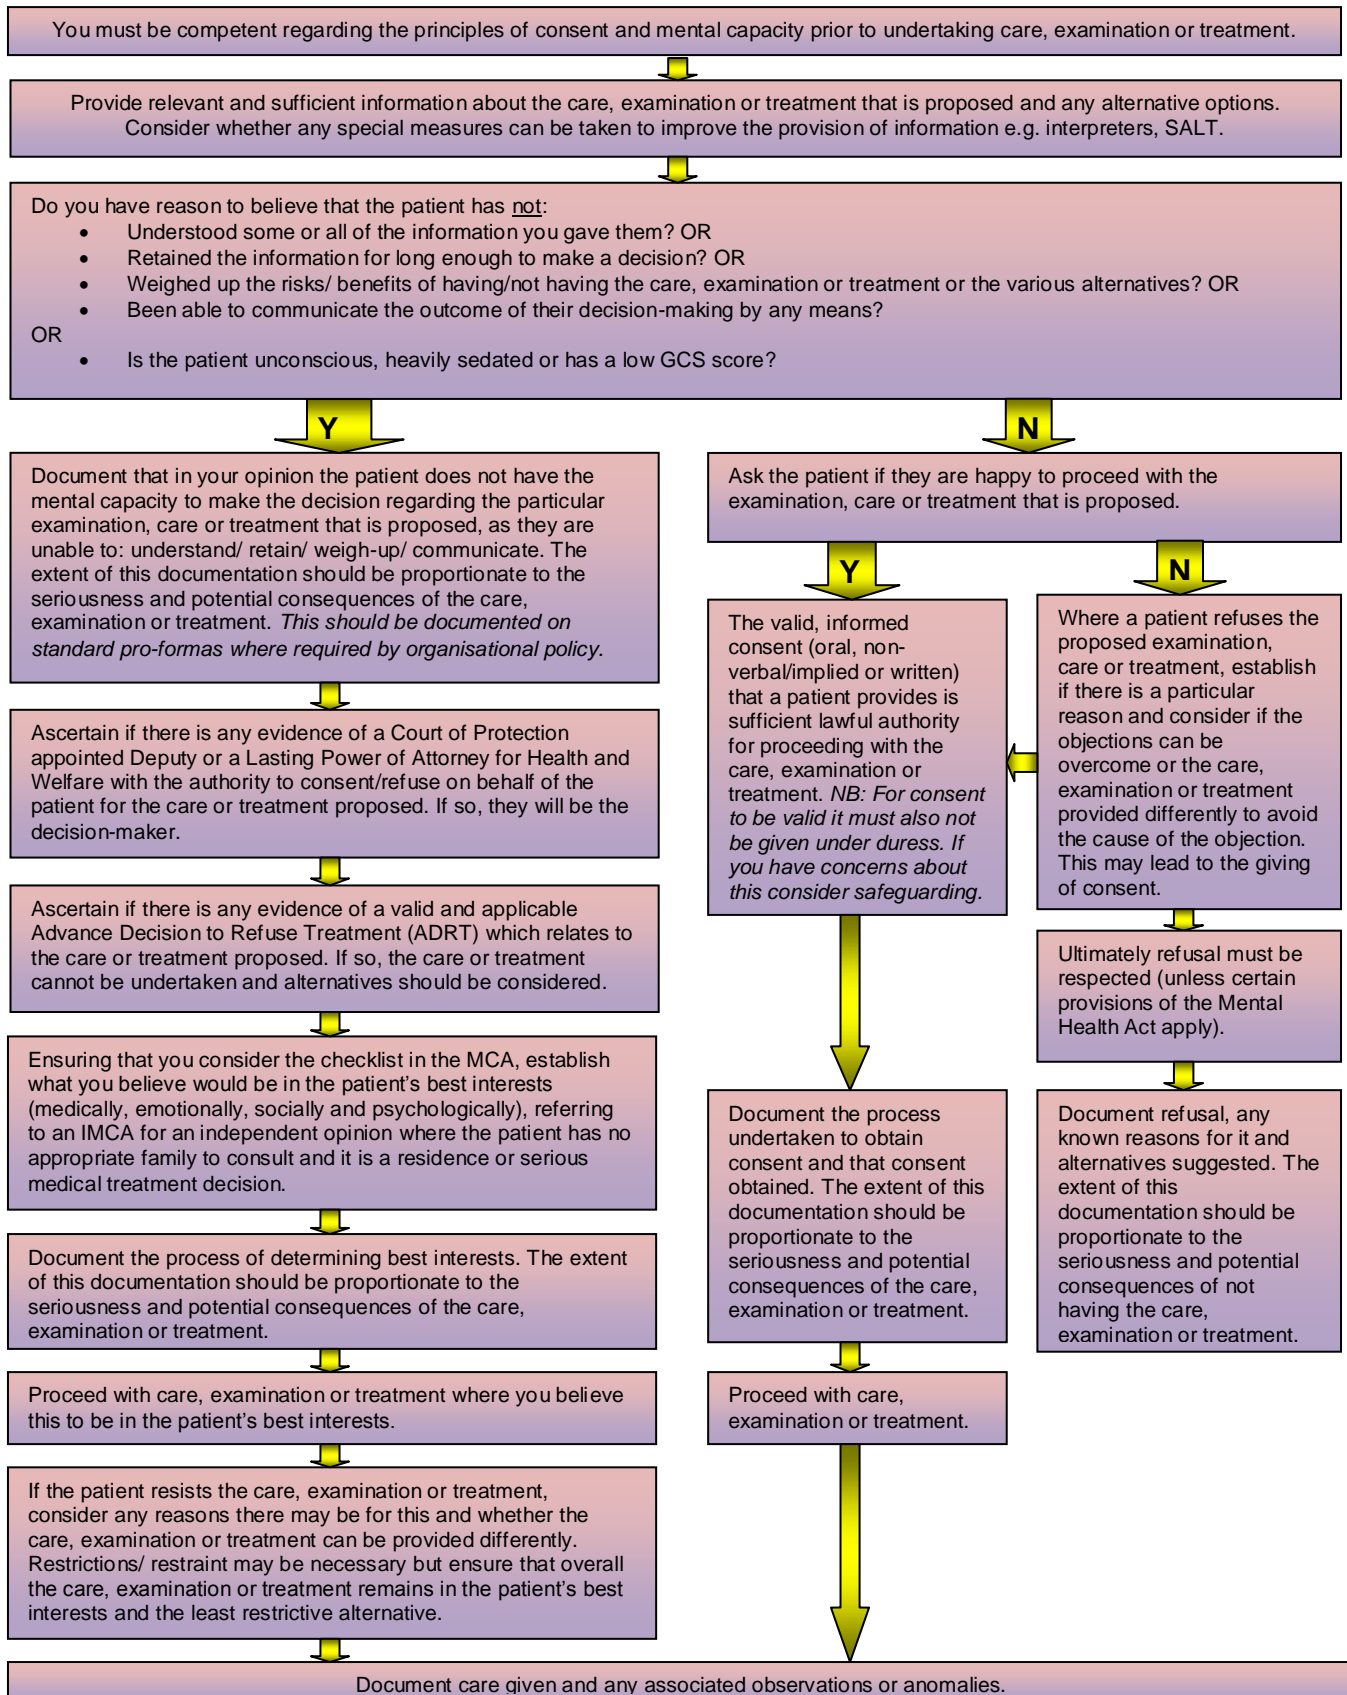 You must be competent regarding the principles of consent and mental capacity prior to undertaking care, examination or treatment.
Provide relevant and sufficient information about the care, examination or treatment that is proposed and any alternative options.
Consider whether any special measures can be taken to improve the provision of information e.g. interpreters, SALT.
Do you have reason to believe that the patient has not:
• Understood some or all of the information you gave them? OR
• Retained the information for long enough to make a decision? OR
• Weighed up the risks/ benefits of having/not having the care, examination or treatment or the various alternatives? OR
• Been able to communicate the outcome of their decision-making by any means?
OR
• Is the patient unconscious, heavily sedated or has a low GCS score?
Y
Document that in your opinion the patient does not have the
mental capacity to make the decision regarding the particular
examination, care or treatment that is proposed, as they are
unable to: understand/ retain/ weigh-up/ communicate. The
extent of this documentation should be proportionate to the
seriousness and potential consequences of the care,
examination or treatment. This should be documented on
standard pro-formas where required by organisational policy.
Ascertain if there is any evidence of a Court of Protection
appointed Deputy or a Lasting Power of Attorney for Health and
Welfare with the authority to consent/refuse on behalf of the
patient for the care or treatment proposed. If so, they will be the
decision-maker.
Ascertain if there is any evidence of a valid and applicable
Advance Decision to Refuse Treatment (ADRT) which relates to
the care or treatment proposed. If so, the care or treatment
cannot be undertaken and alternatives should be considered.
Ensuring that you consider the checklist in the MCA, establish
what you believe would be in the patient's best interests
(medically, emotionally, socially and psychologically), referring
to an IMCA for an independent opinion where the patient has no
appropriate family to consult and it is a residence or serious
medical treatment decision.
Document the process of determining best interests. The extent
of this documentation should be proportionate to the
seriousness and potential consequences of the care,
examination or treatment.
Proceed with care, examination or treatment where you believe
this to be in the patient's best interests.
If the patient resists the care, examination or treatment,
consider any reasons there may be for this and whether the
care, examination or treatment can be provided differently.
Restrictions/ restraint may be necessary but ensure that overall
the care, examination or treatment remains in the patient's best
interests and the least restrictive alternative.
N
Ask the patient if they are happy to proceed with the
examination, care or treatment that is proposed.
Y
The valid, informed
consent (oral, non-
verbal/implied or written)
that a patient provides is
sufficient lawful authority
for proceeding with the
care, examination or
treatment. NB: For consent
to be valid it must also not
be given under duress. If
you have concerns about
this consider safeguarding.
Document the process
undertaken to obtain
consent and that consent
obtained. The extent of this
documentation should be
proportionate to the
seriousness and potential
consequences of the care,
examination or treatment.
Proceed with care,
examination or treatment.
N
Where a patient refuses the
proposed examination,
care or treatment, establish
if there is a particular
reason and consider if the
objections can be
overcome or the care,
examination or treatment
provided differently to avoid
the cause of the objection.
This may lead to the giving
of consent.
Ultimately refusal must be
respected (unless certain
provisions of the Mental
Health Act apply).
Document refusal, any
known reasons for it and
alternatives suggested. The
extent of this
documentation should be
proportionate to the
seriousness and potential
consequences of not
having the care,
examination or treatment.
Document care given and any associated observations or anomalies.